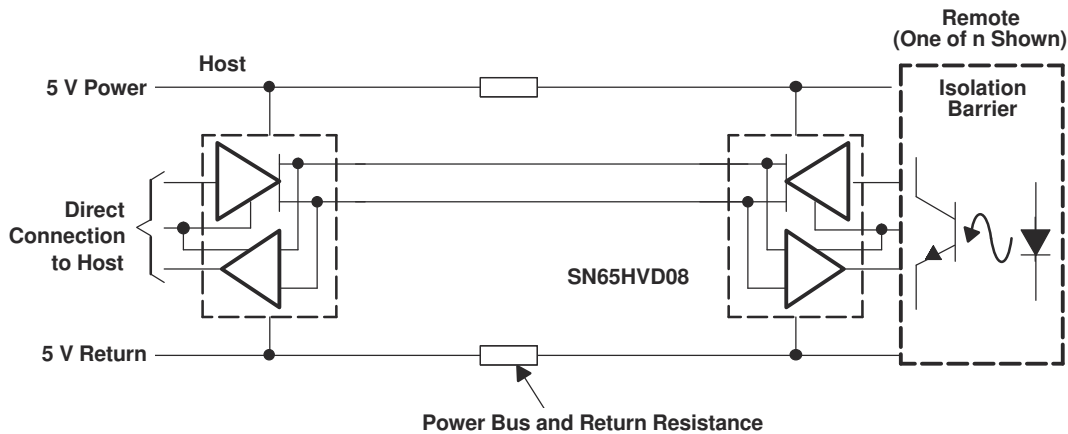 Remote
(One of n Shown)
Host
5 V Power
Isolation
Barrier
Direct
Connection
to Host
SN65HVD08
5 V Return
Power Bus and Return Resistance